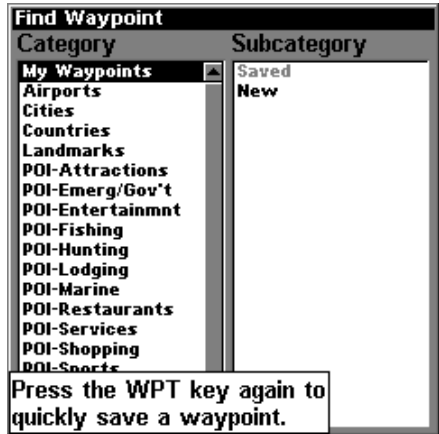 Find Waypoint
Category
Subcategory
My Waypoints
Airports
Cities
Countries
Landmarks
POI-Attractions
POI-Emerg/Gov't
POI-Entertainmnt
POI-Fishing
POI-Hunting
POI-Lodging
POI-Marine
POI-Restaurants
POI-Services
POI-Shopping
POI-Sports
Saved
New
Press the WPT key again to
quickly save a waypoint.